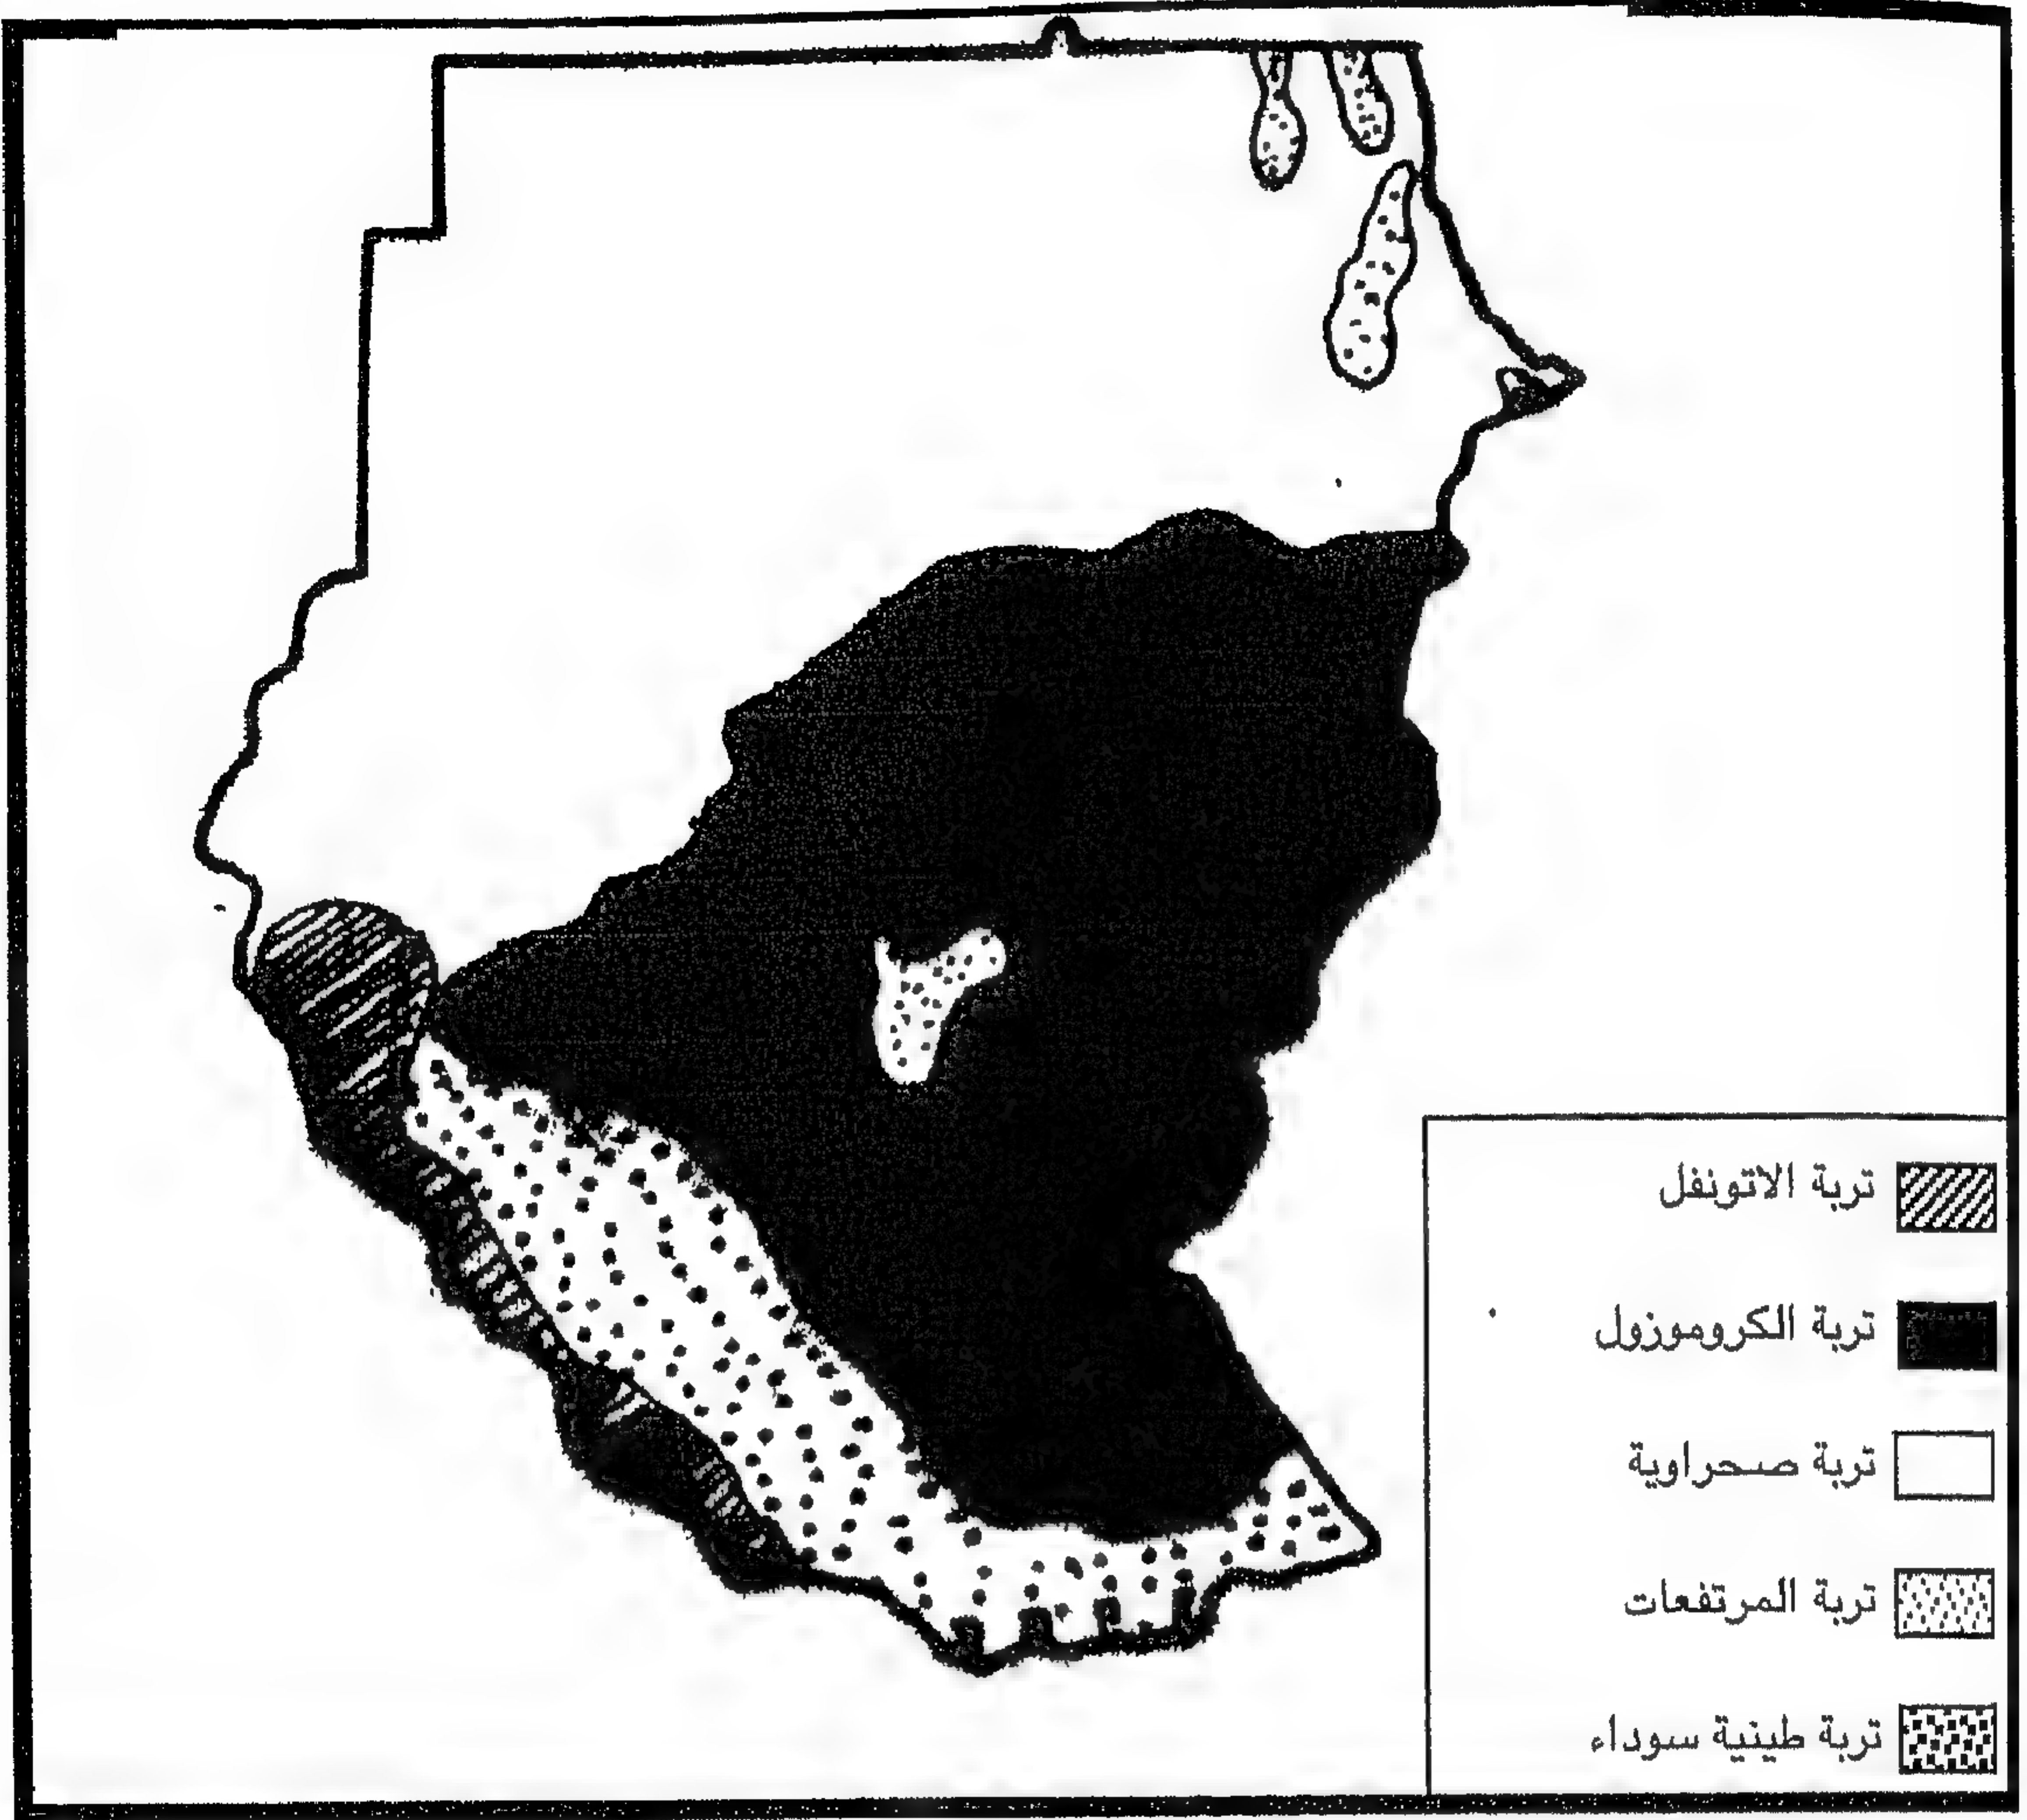 تربة الاتونفل
تربة الكروموزول
تربة صحراوية
تربة المرتفعات
تربة طينية سوداء